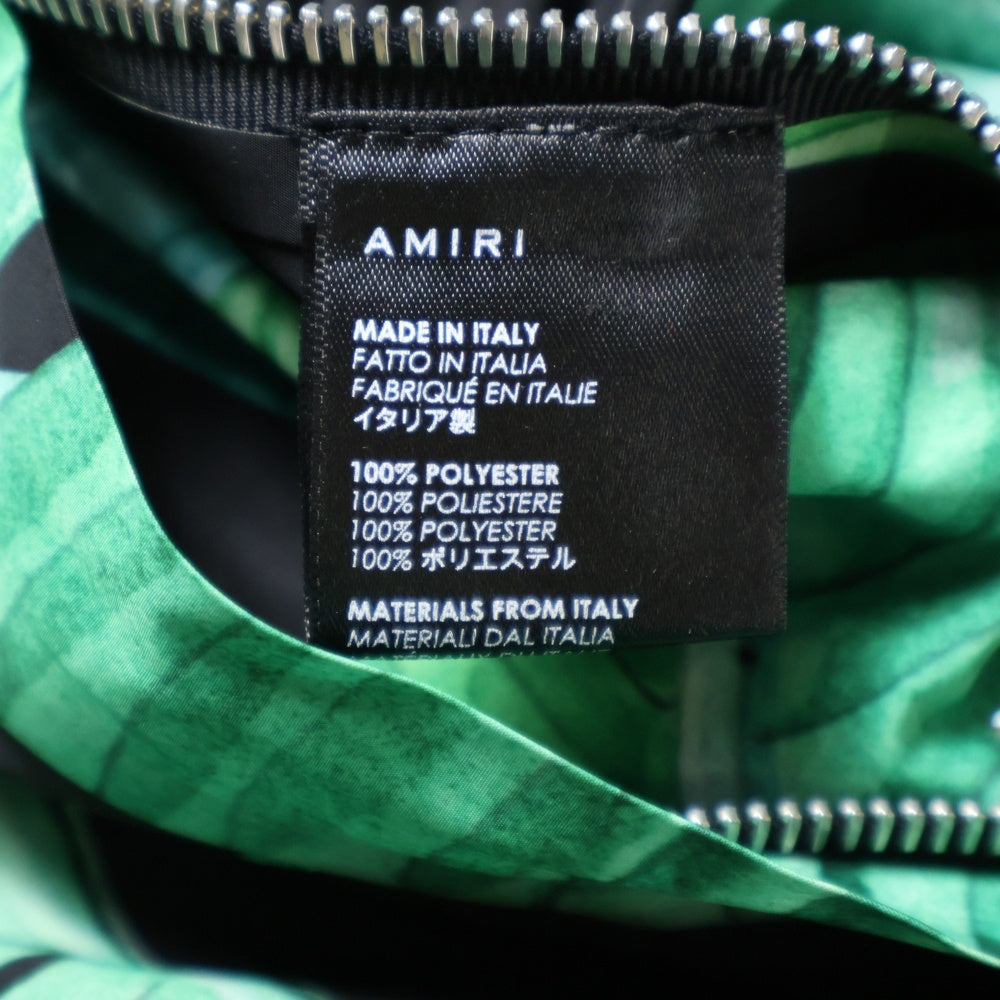 AMIRI
MADE IN ITALY
FATTO IN ITALIA
FABRIQUÉ EN ITALIE
イタリア製
100% POLYESTER
100% POLIESTERE
100% POLYESTER
100% ポリエステル
MATERIALS FROM ITALY
MATERIALI DAL ITALIA